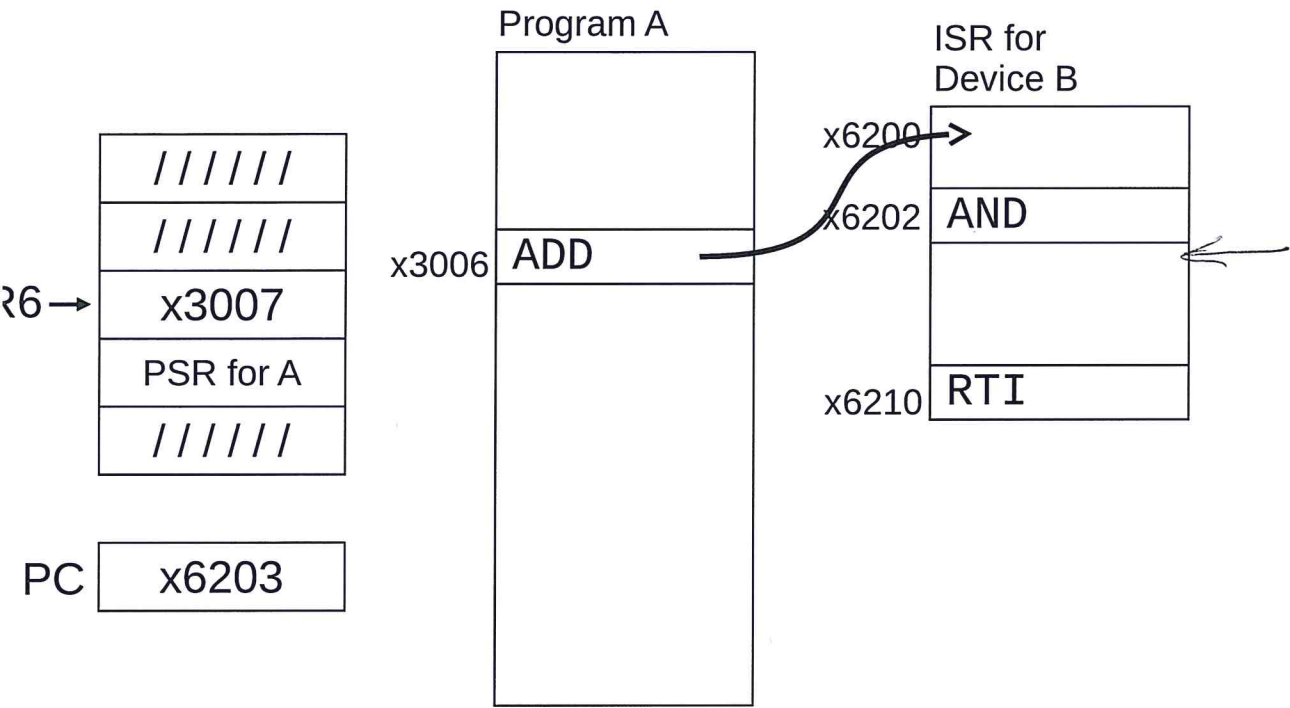 Program A
ISR for
Device B
//////
//////
R6
x3007
PSR for A
//////
PC
x6203
x3006
ADD
x6200
x6202
AND
x6210
RTI